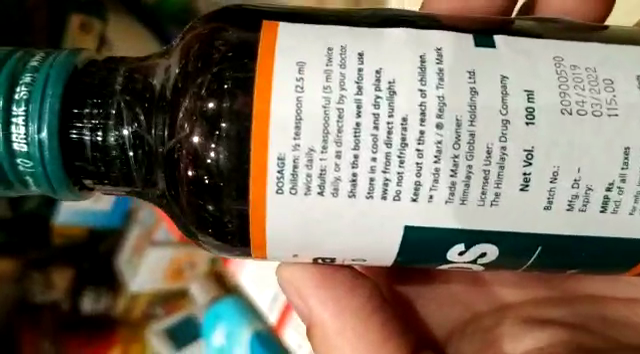 TO BREAK SEAL
DOSAGE:
Children: ½ teaspoon (2.5 ml)
twice daily.
Adults: 1 teaspoonful (5 ml) twice
daily, or as directed by your doctor.
Shake the bottle well before use.
Store in a cool and dry place,
away from direct sunlight.
Do not refrigerate.
Keep out of the reach of children.
™ Trade Mark / ® Regd. Trade Mark
Trade Mark Owner:
Himalaya Global Holdings Ltd.
Licensed User:
The Himalaya Drug Company
Net Vol. 100 ml
Batch No.: 20900590
Mfg. Dt. – 04/2019
Expiry: 03/2022
MRP Rs. 115.00
Incl. of all taxes